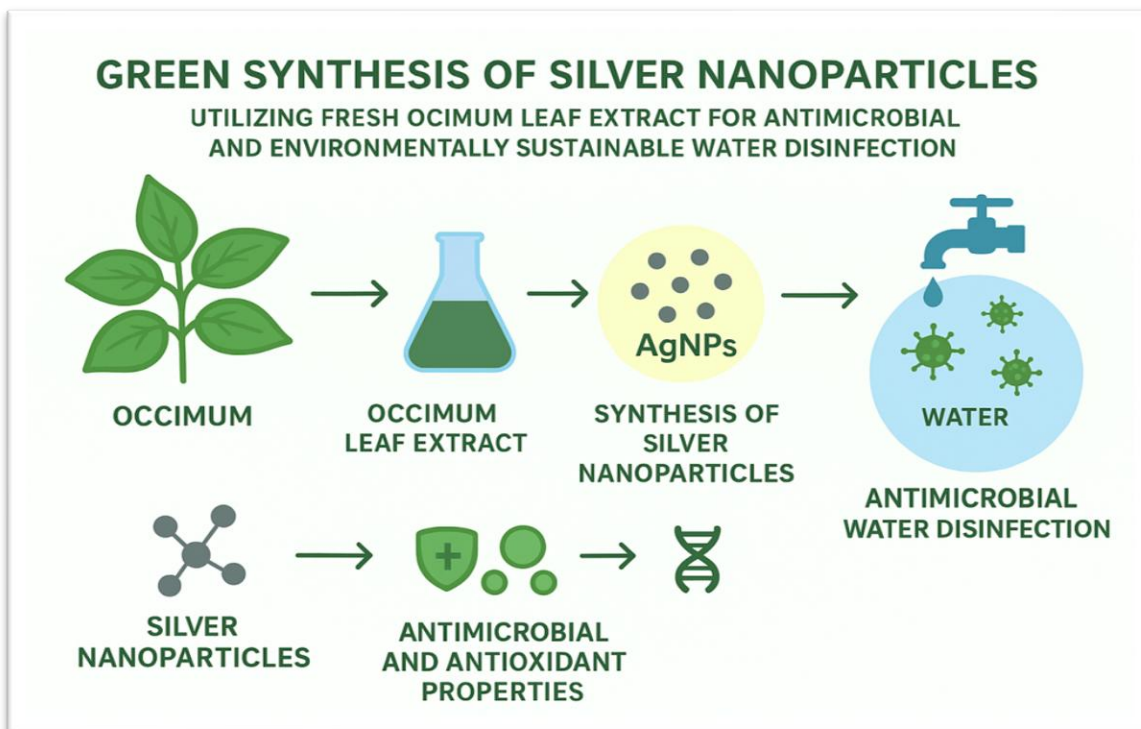 GREEN SYNTHESIS OF SILVER NANOPARTICLES
UTILIZING FRESH OCIMUM LEAF EXTRACT FOR ANTIMICROBIAL
AND ENVIRONMENTALLY SUSTAINABLE WATER DISINFECTION
OCCIMUM
OCCIMUM
LEAF EXTRACT
AgNPs
SYNTHESIS OF
SILVER
NANOPARTICLES
WATER
ANTIMICROBIAL
WATER DISINFECTION
SILVER
NANOPARTICLES
ANTIMICROBIAL
AND ANTIOXIDANT
PROPERTIES